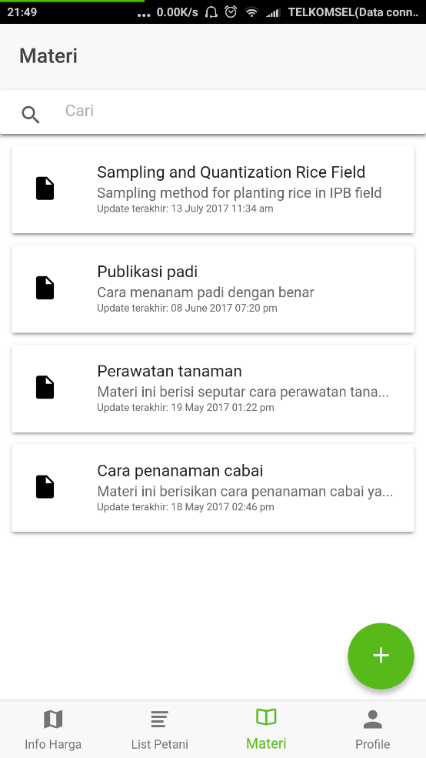 21:49 ... 0.00K/s TELKOMSEL(Data conn..
Materi
Cari
Sampling and Quantization Rice Field
Sampling method for planting rice in IPB field
Update terakhir: 13 July 2017 11:34 am
Publikasi padi
Cara menanam padi dengan benar
Update terakhir: 08 June 2017 07:20 pm
Perawatan tanaman
Materi ini berisi seputar cara perawatan tana...
Update terakhir: 19 May 2017 01:22 pm
Cara penanaman cabai
Materi ini berisikan cara penanaman cabai ya...
Update terakhir: 18 May 2017 02:46 pm
+
Info Harga List Petani Materi Profile